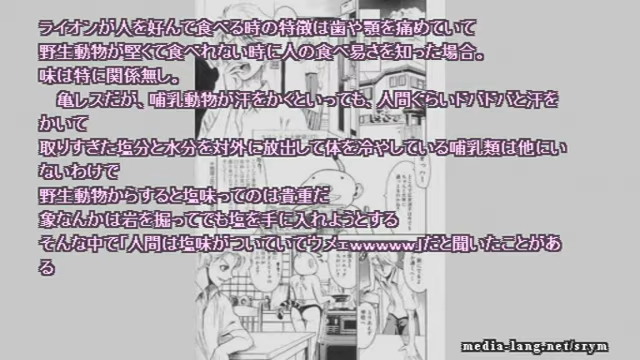 ライオンが人を好んで食べる時の特徴は歯や顎を痛めていて
野生動物が堅くて食べれない時に人の食べ易さを知った場合。
味は特に関係無し。
　亀レスだが、哺乳動物が汗をかくといっても、人間ぐらいドバドバと汗を
かいて
取りすぎた塩分と水分を対外に放出して体を冷やしている哺乳類は他にい
ないわけで
野生動物からすると塩味ってのは貴重だ
象なんかは岩を掘ってでも塩を手に入れようとする
そんな中で「人間は塩味がついていてウメェwwwww」だと聞いたことがあ
る
media-lang.net/srym